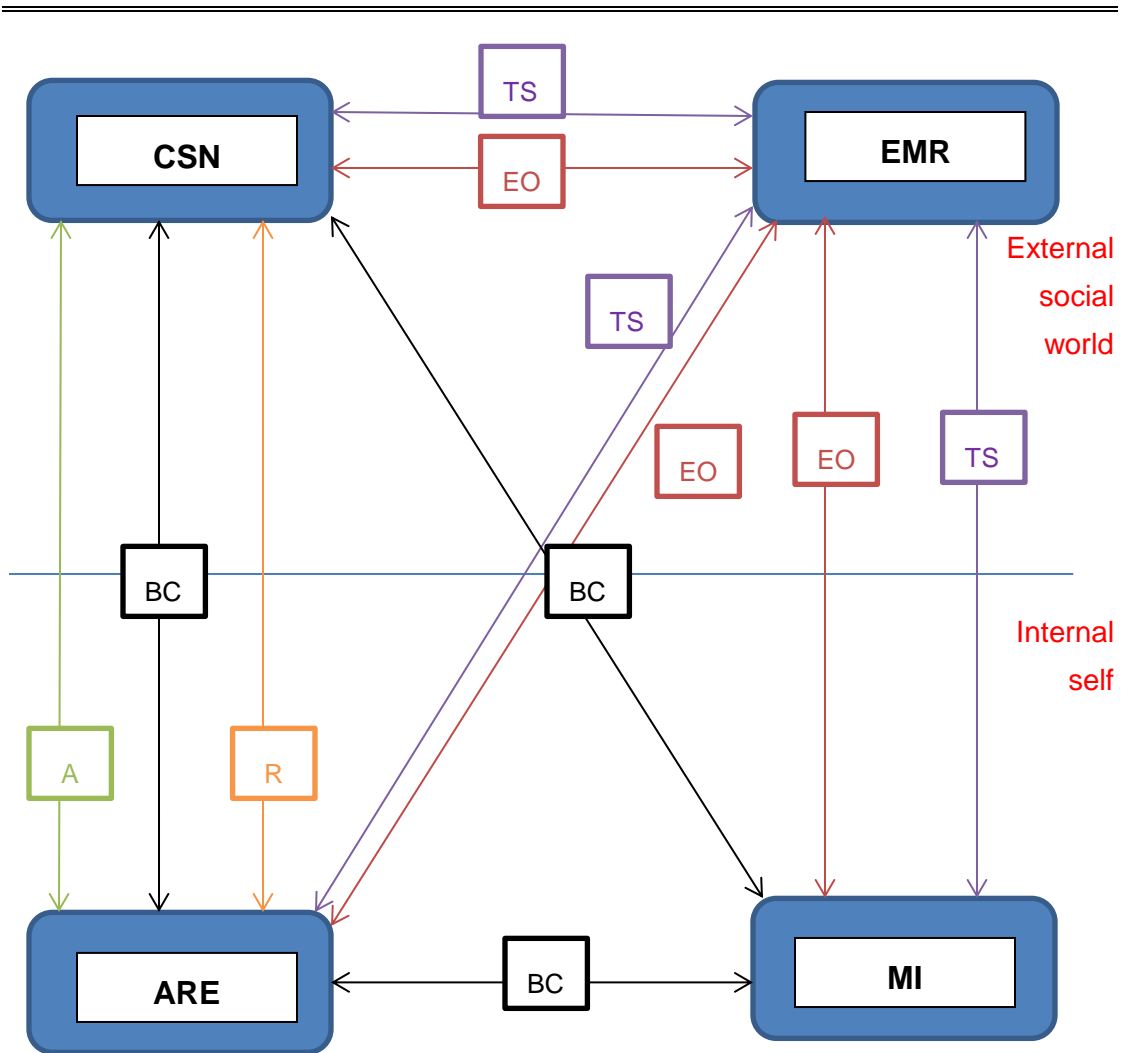 TS
CSN
EMR
EO
External
social
world
TS
EO
EO
TS
BC
BC
Internal
self
A
R
ARE
BC
MI